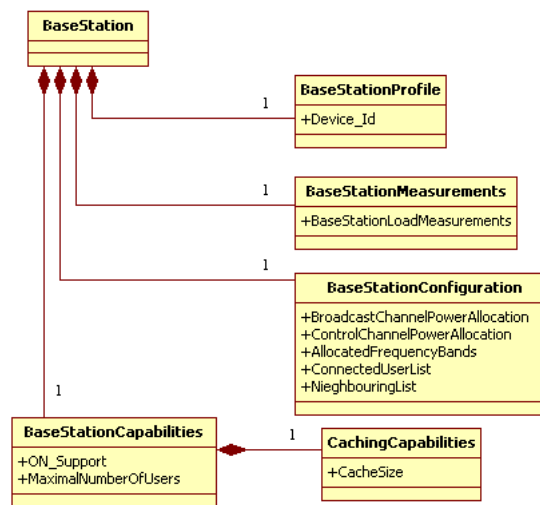 BaseStation
BaseStationProfile
1
+Device_Id
BaseStationMeasurements
1
+BaseStationLoadMeasurements
BaseStationConfiguration
1
+BroadcastChannelPowerAllocation
+ControlChannelPowerAllocation
+AllocatedFrequencyBands
+ConnectedUserList
+NieghbouringList
1
BaseStationCapabilities
+ON_Support
+MaximalNumberOfUsers
1
CachingCapabilities
+CacheSize